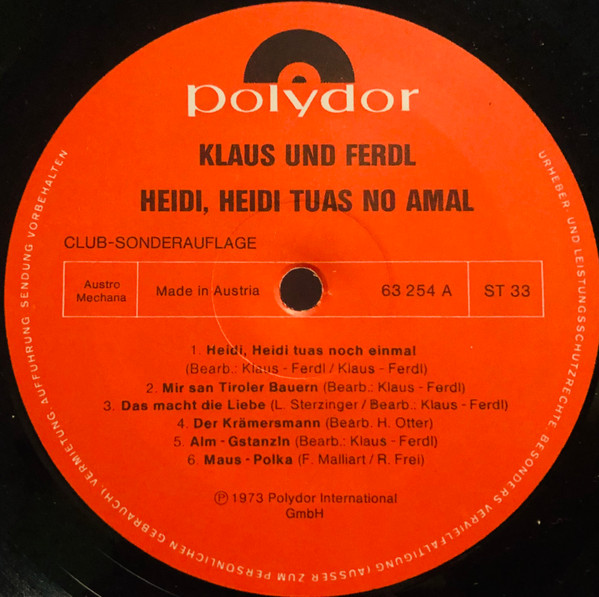 polydor
KLAUS UND FERDL
HEIDI, HEIDI TUAS NO AMAL
CLUB-SONDERAUFLAGE
Austro
Mechana
Made in Austria
63 254 A
ST 33
1. Heidi, Heidi tuas noch einmal
(Bearb.: Klaus - Ferdl / Klaus - Ferdl)
2. Mir san Tiroler Bauern (Bearb.: Klaus - Ferdl)
3. Das macht die Liebe (L. Sterzinger / Bearb.: Klaus - Ferdl)
4. Der Krämersmann (Bearb. H. Otter)
5. Alm - Gstanzln (Bearb.: Klaus - Ferdl)
6. Maus - Polka (F. Malliart / R. Frei)
Ⓟ 1973 Polydor International
GmbH
URHEBER UND LEISTUNGSSCHUTZRECHTE, BESONDERS VERVIELFÄLTIGUNG (AUSSER ZUM PERSÖNLICHEN GEBRAUCH), VERMIETUNG AUFFÜHRUNG SENDUNG VORBEHALTEN